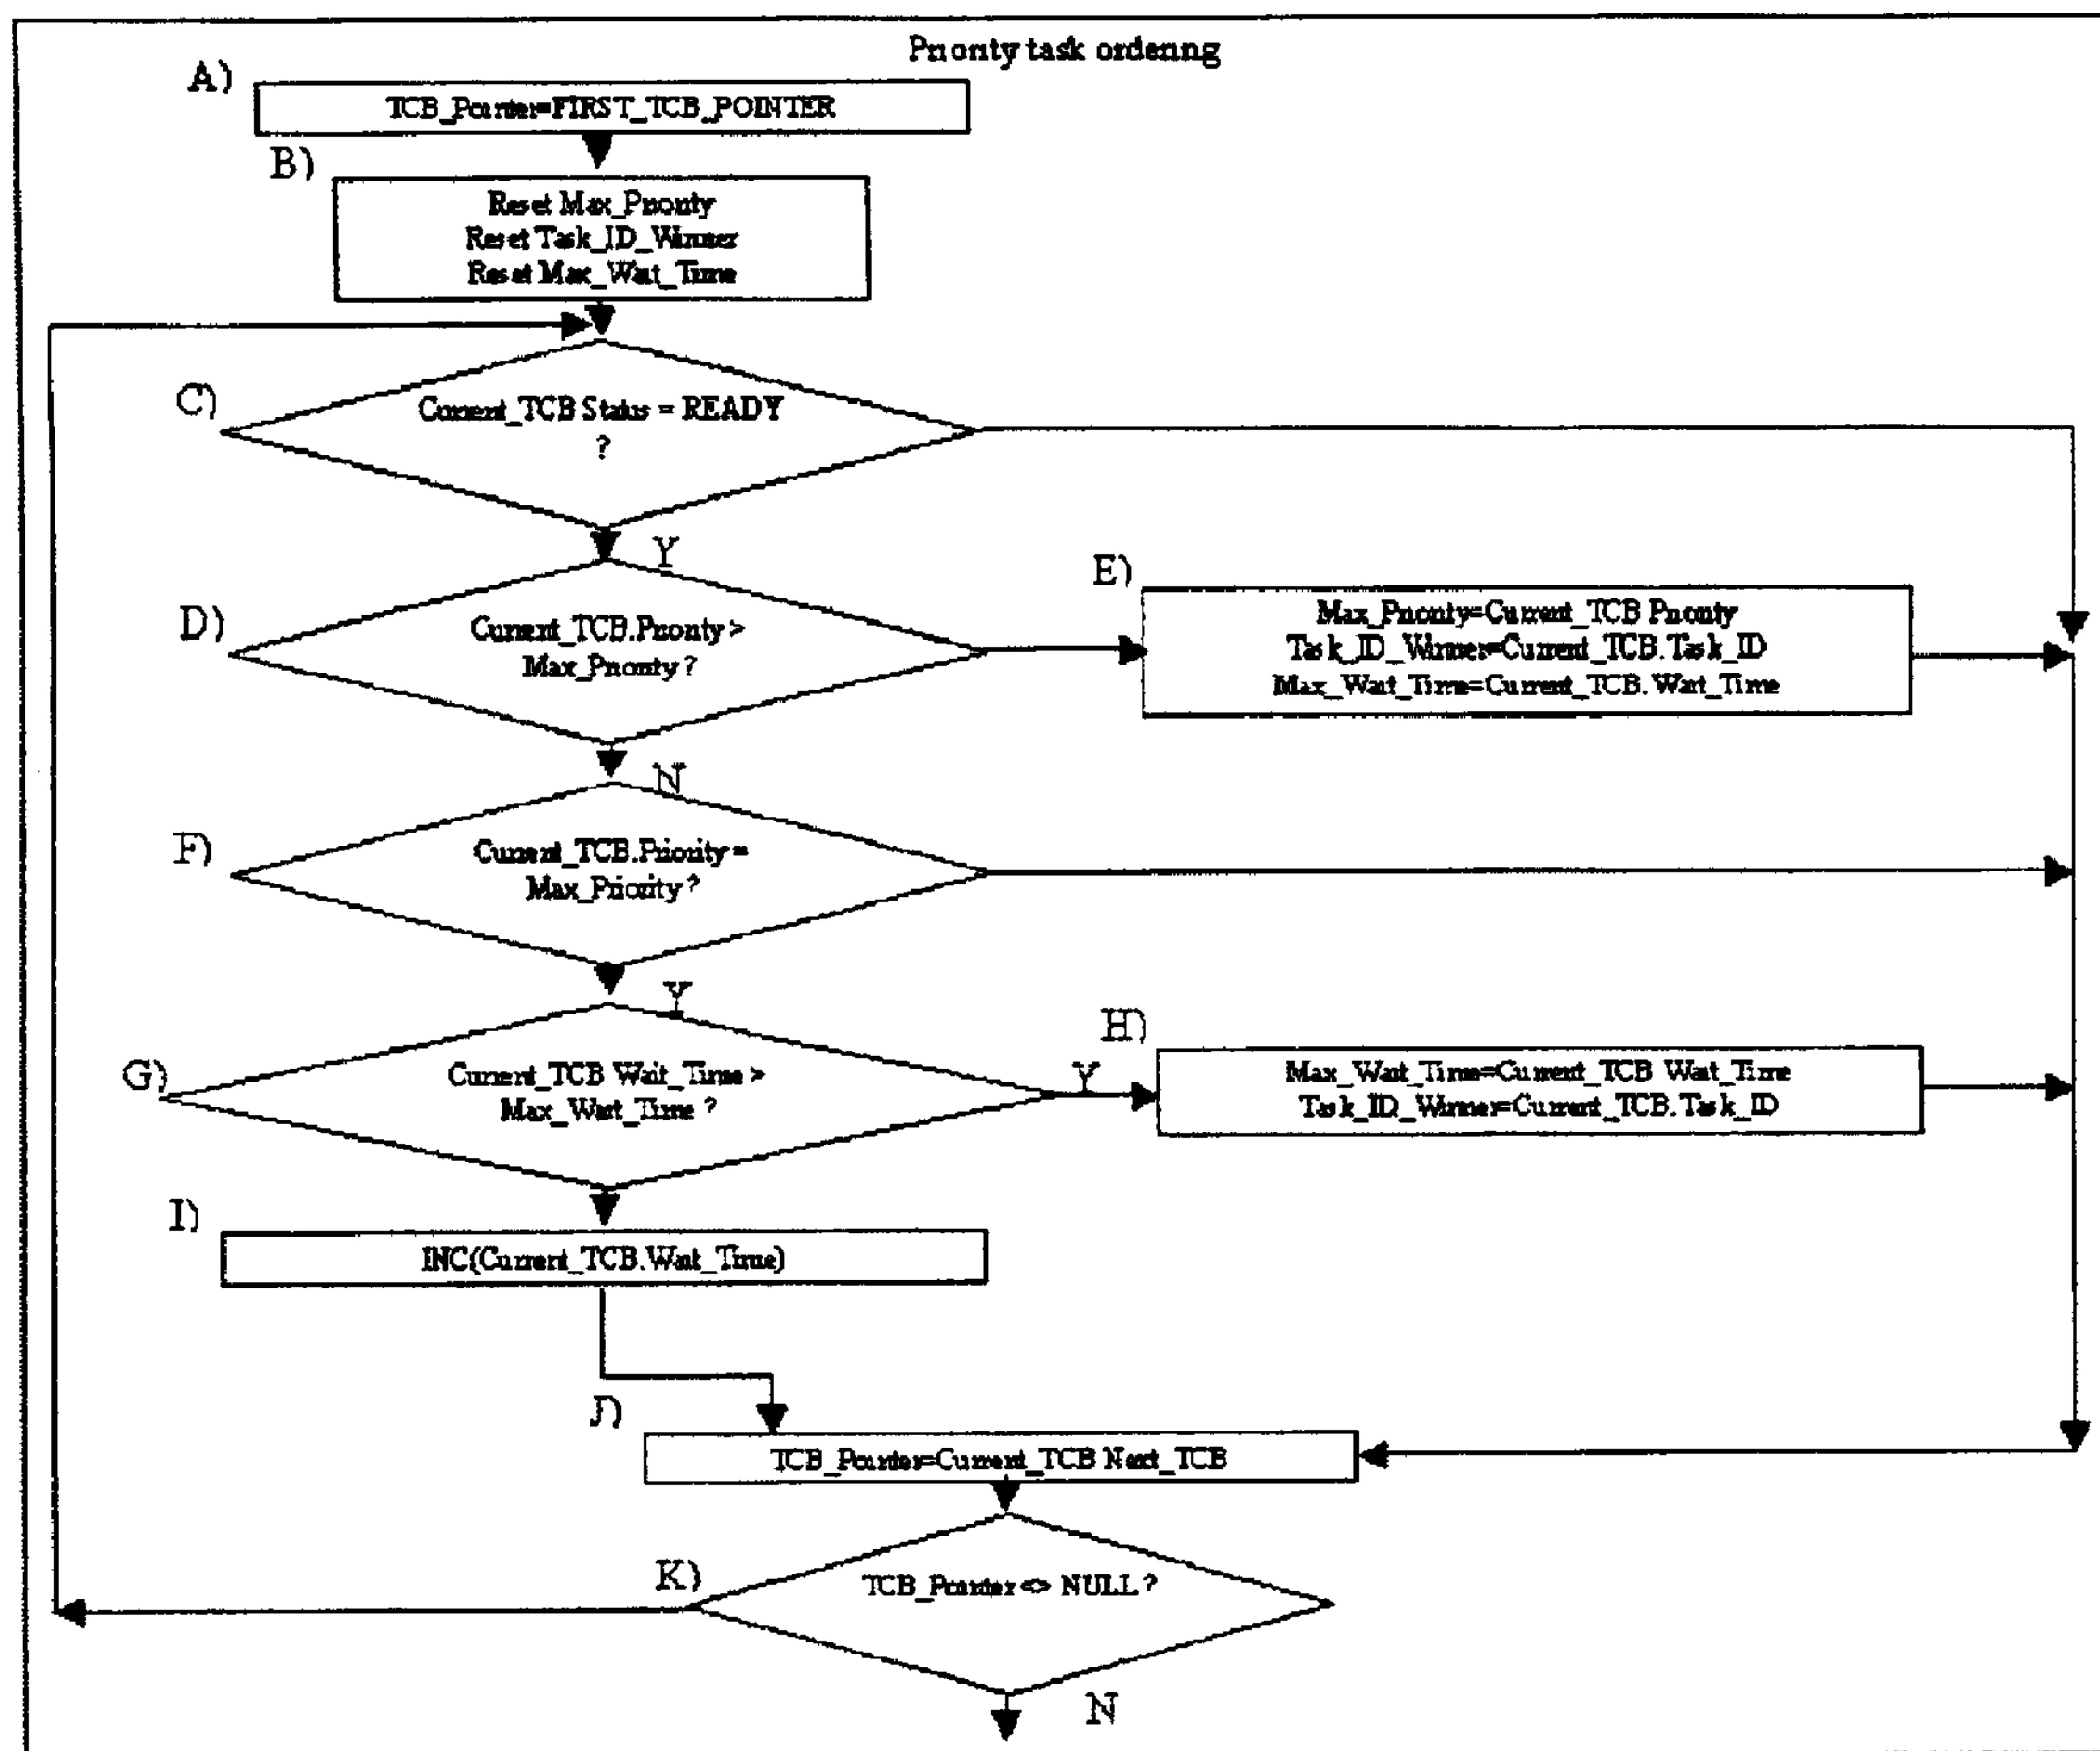 Priority task ordering
A)
TCB_Pointer=FIRST_TCB_POINTER
B)
Reset Max_Priority
Reset Task_ID_Winner
Reset Max_Wait_Time
C)
Current_TCB Status = READY
?
Y
D)
Current_TCB.Priority >
Max_Priority ?
E)
Max_Priority=Current_TCB Priority
Task_ID_Winner=Current_TCB.Task_ID
Max_Wait_Time=Current_TCB.Wait_Time
N
F)
Current_TCB.Priority =
Max_Priority ?
Y
G)
Current_TCB Wait_Time >
Max_Wait_Time ?
Y
H)
Max_Wait_Time=Current_TCB Wait_Time
Task_ID_Winner=Current_TCB.Task_ID
I)
INC(Current_TCB.Wait_Time)
J)
TCB_Pointer=Current_TCB Next_TCB
K)
TCB_Pointer <> NULL ?
N